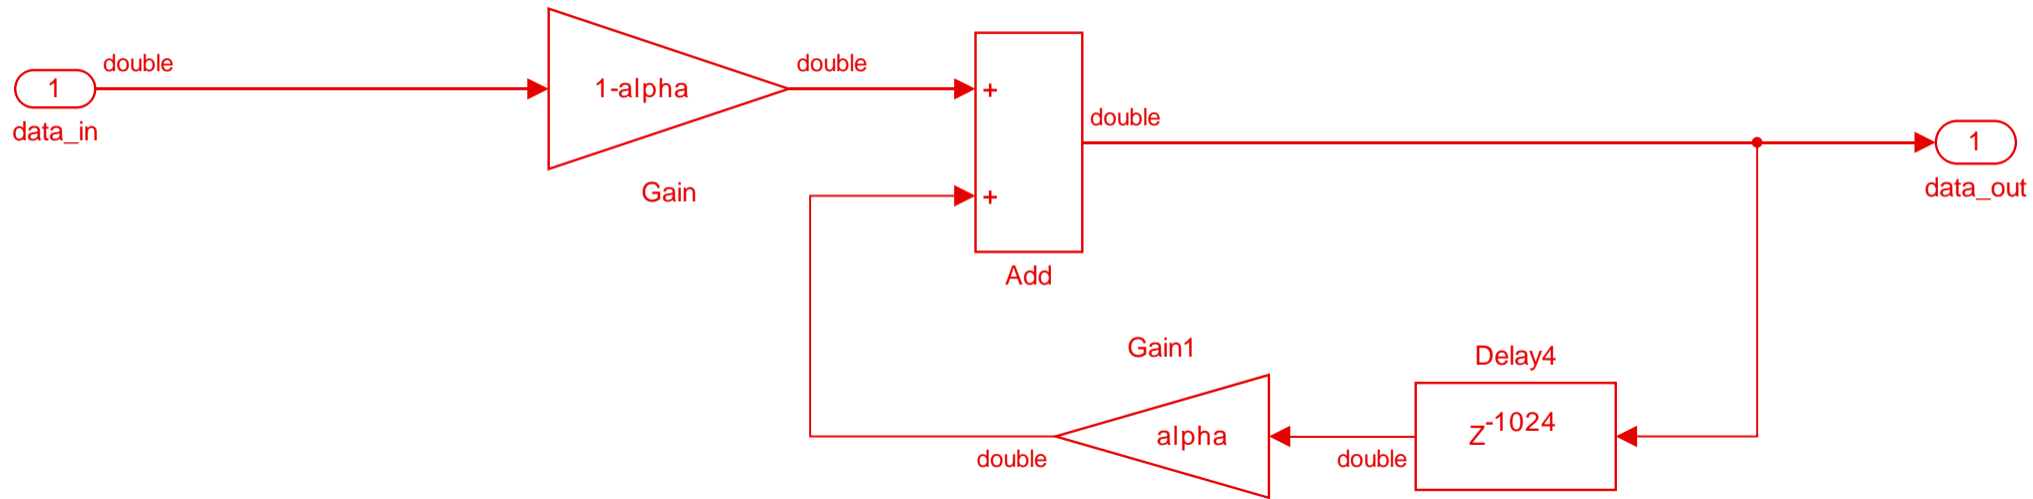 double
double
1
1-alpha
+
data_in
double
1
Gain
+
data_out
Add
Gain1
Delay4
alpha
Z^-1024
double
double